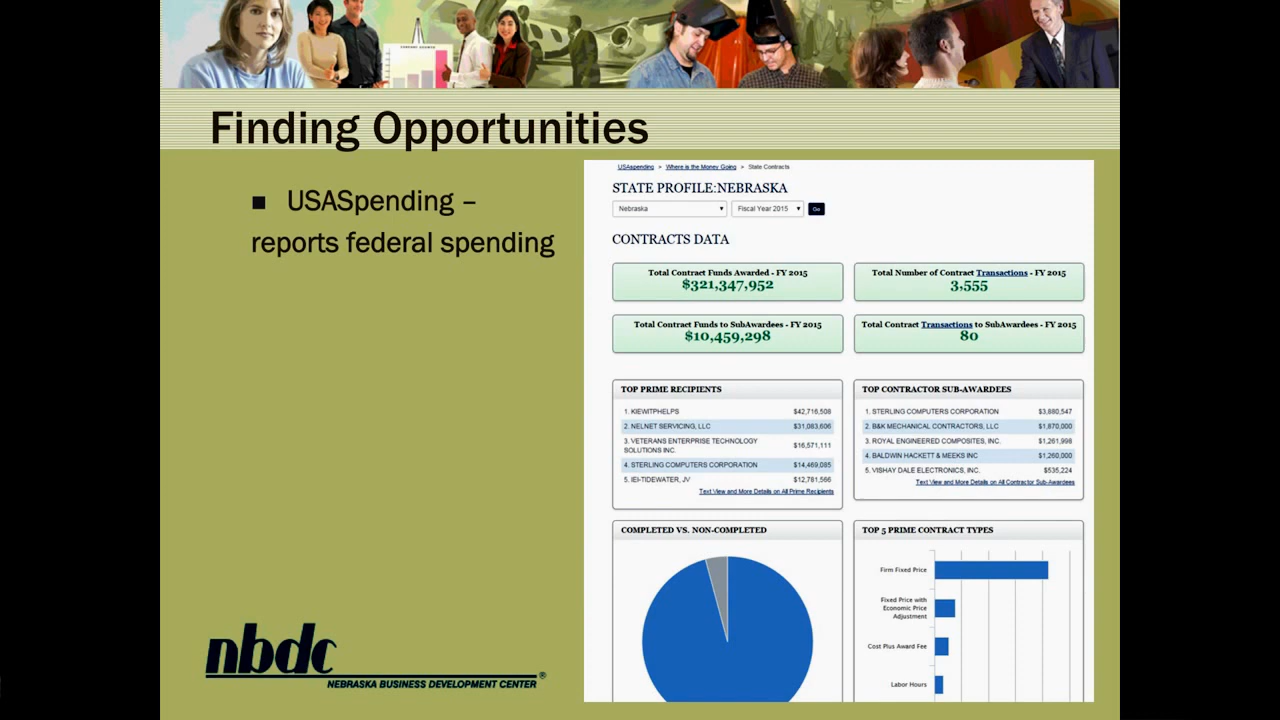 Finding Opportunities
■ USASpending –
reports federal spending
USAspending > Where is the Money Going > State Contracts
STATE PROFILE:NEBRASKA
Nebraska
Fiscal Year 2015
Go
CONTRACTS DATA
Total Contract Funds Awarded - FY 2015
$321,347,952
Total Number of Contract Transactions - FY 2015
3,555
Total Contract Funds to SubAwardees - FY 2015
$10,459,298
Total Contract Transactions to SubAwardees - FY 2015
80
TOP PRIME RECIPIENTS
1. KIEWITPHELPS $42,716,508
2. NELNET SERVICING, LLC $31,083,606
3. VETERANS ENTERPRISE TECHNOLOGY
SOLUTIONS INC. $16,571,111
4. STERLING COMPUTERS CORPORATION $14,469,085
5. IEI-TIDEWATER, JV $12,781,566
Text View and More Details on All Prime Recipients
TOP CONTRACTOR SUB-AWARDEES
1. STERLING COMPUTERS CORPORATION $3,880,547
2. B&K MECHANICAL CONTRACTORS, LLC $1,870,000
3. ROYAL ENGINEERED COMPOSITES, INC. $1,261,998
4. BALDWIN HACKETT & MEEKS INC $1,260,000
5. VISHAY DALE ELECTRONICS, INC. $535,224
Text View and More Details on All Contractor Sub-Awardees
COMPLETED VS. NON-COMPLETED
TOP 5 PRIME CONTRACT TYPES
Firm Fixed Price
Fixed Price with
Economic Price
Adjustment
Cost Plus Award Fee
Labor Hours
nbdc
NEBRASKA BUSINESS DEVELOPMENT CENTER ®